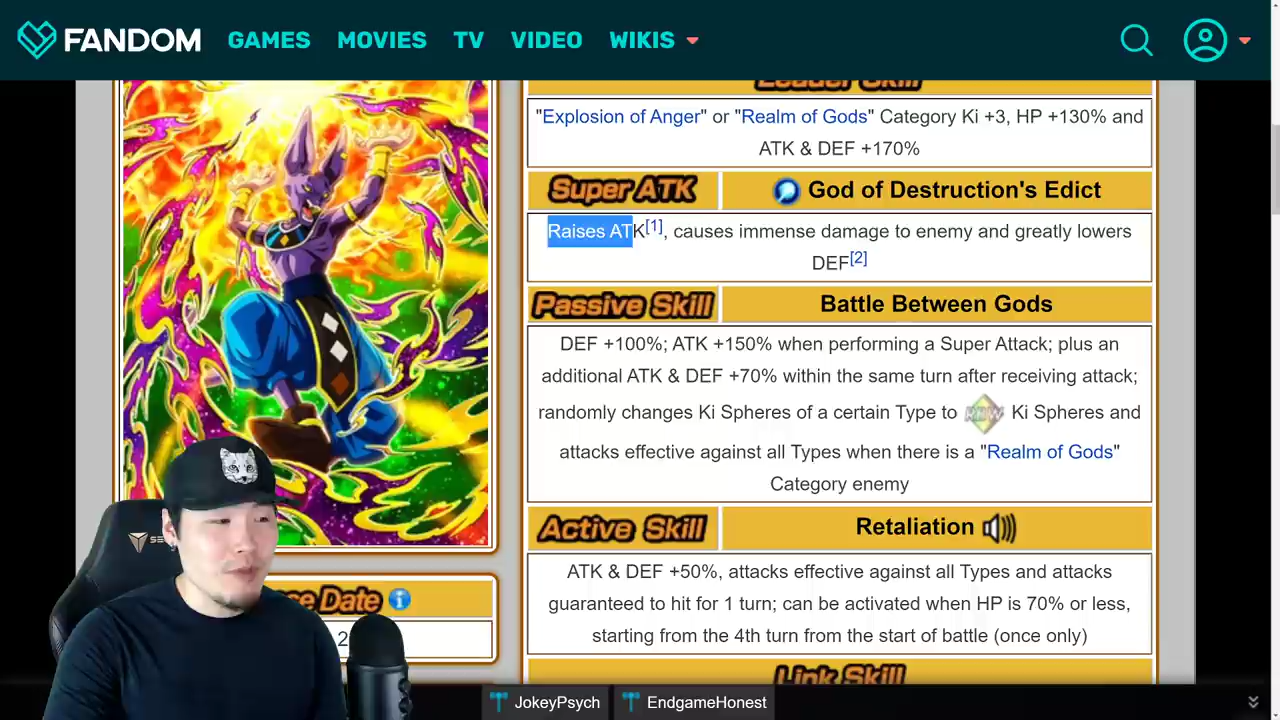 FANDOM GAMES MOVIES TV VIDEO WIKIS
Leader Skill
"Explosion of Anger" or "Realm of Gods" Category Ki +3, HP +130% and
ATK & DEF +170%
Super ATK God of Destruction's Edict
Raises ATK[1], causes immense damage to enemy and greatly lowers
DEF[2]
Passive Skill Battle Between Gods
DEF +100%; ATK +150% when performing a Super Attack; plus an
additional ATK & DEF +70% within the same turn after receiving attack;
randomly changes Ki Spheres of a certain Type to RBW Ki Spheres and
attacks effective against all Types when there is a "Realm of Gods"
Category enemy
Active Skill Retaliation
ATK & DEF +50%, attacks effective against all Types and attacks
guaranteed to hit for 1 turn; can be activated when HP is 70% or less,
starting from the 4th turn from the start of battle (once only)
Date
2
Link Skill
JokeyPsych EndgameHonest